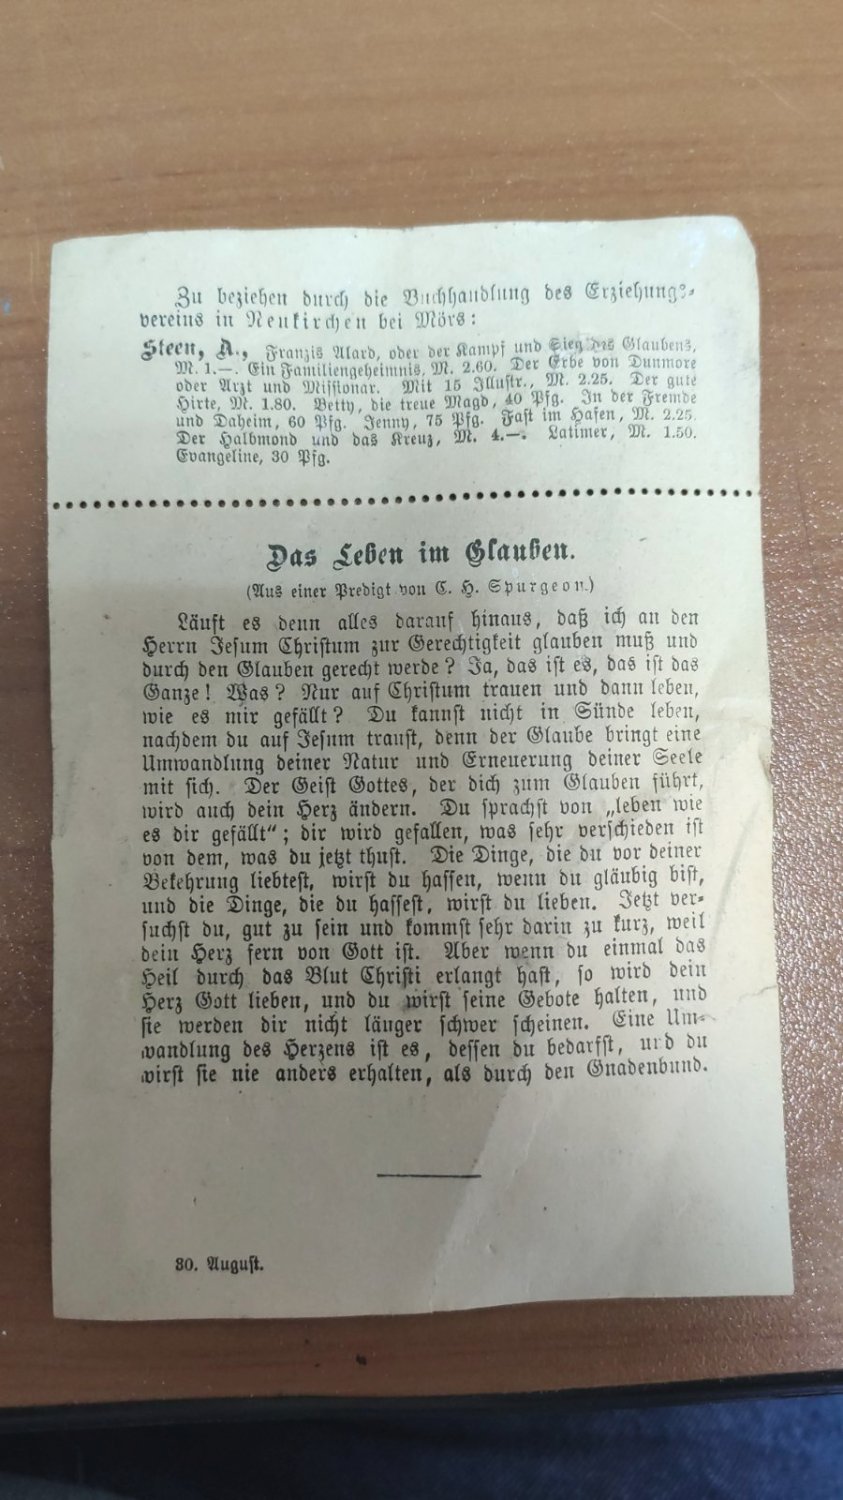 Zu beziehen durch die Buchhandlung des Erziehungs-
vereins in Neukirchen bei Mörs:
Steen, A., Franzis Alard, oder der Kampf und Sieg des Glaubens,
M. 1.—. Ein Familiengeheimnis, M. 2.60. Der Erbe von Dunmore
oder Arzt und Missionar. Mit 15 Illustr., M. 2.25. Der gute
Hirte, M. 1.80. Betty, die treue Magd, 40 Pfg. In der Fremde
und Daheim, 60 Pfg. Jenny, 75 Pfg. Fast im Hafen, M. 2.25.
Der Halbmond und das Kreuz, M. 4.—. Latimer, M. 1.50.
Evangeline, 30 Pfg.
Das Leben im Glauben.
(Aus einer Predigt von C. H. Spurgeon.)
Läuft es denn alles darauf hinaus, daß ich an den
Herrn Jesum Christum zur Gerechtigkeit glauben muß und
durch den Glauben gerecht werde? Ja, das ist es, das ist das
Ganze! Was? Nur auf Christum trauen und dann leben,
wie es mir gefällt? Du kannst nicht in Sünde leben,
nachdem du auf Jesum traust, denn der Glaube bringt eine
Umwandlung deiner Natur und Erneuerung deiner Seele
mit sich. Der Geist Gottes, der dich zum Glauben führt,
wird auch dein Herz ändern. Du sprachst von „leben wie
es dir gefällt“; dir wird gefallen, was sehr verschieden ist
von dem, was du jetzt thust. Die Dinge, die du vor deiner
Bekehrung liebtest, wirst du hassen, wenn du gläubig bist,
und die Dinge, die du hassest, wirst du lieben. Jetzt ver-
suchst du, gut zu sein und kommst sehr darin zu kurz, weil
dein Herz fern von Gott ist. Aber wenn du einmal das
Heil durch das Blut Christi erlangt hast, so wird dein
Herz Gott lieben, und du wirst seine Gebote halten, und
sie werden dir nicht länger schwer scheinen. Eine Um-
wandlung des Herzens ist es, dessen du bedarfst, und du
wirst sie nie anders erhalten, als durch den Gnadenbund.
30. August.